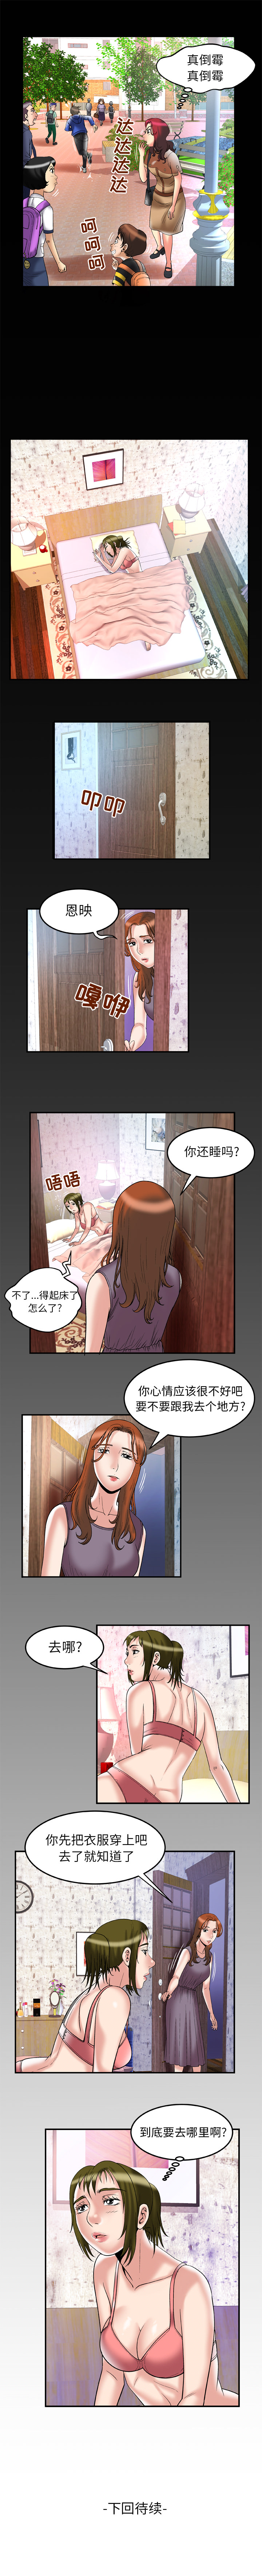 真倒霉
真倒霉
达达达达
呵呵呵
叩叩
恩映
嘎咿
你还睡吗?
唔唔
不了...得起床了
怎么了?
你心情应该很不好吧
要不要跟我去个地方?
去哪?
你先把衣服穿上吧
去了就知道了
到底要去哪里啊?
-下回待续-